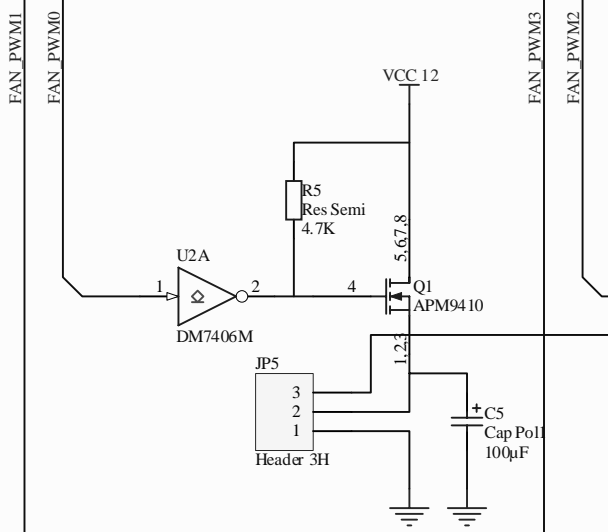 FAN_PWM1
FAN_PWM0
FAN_PWM3
FAN_PWM2
VCC 12
R5
Res Semi
4.7K
5,6,7,8
U2A
1
2
4
Q1
APM9410
DM7406M
1,2,3
JP5
3
2
1
Header 3H
+
C5
Cap Pol1
100µF